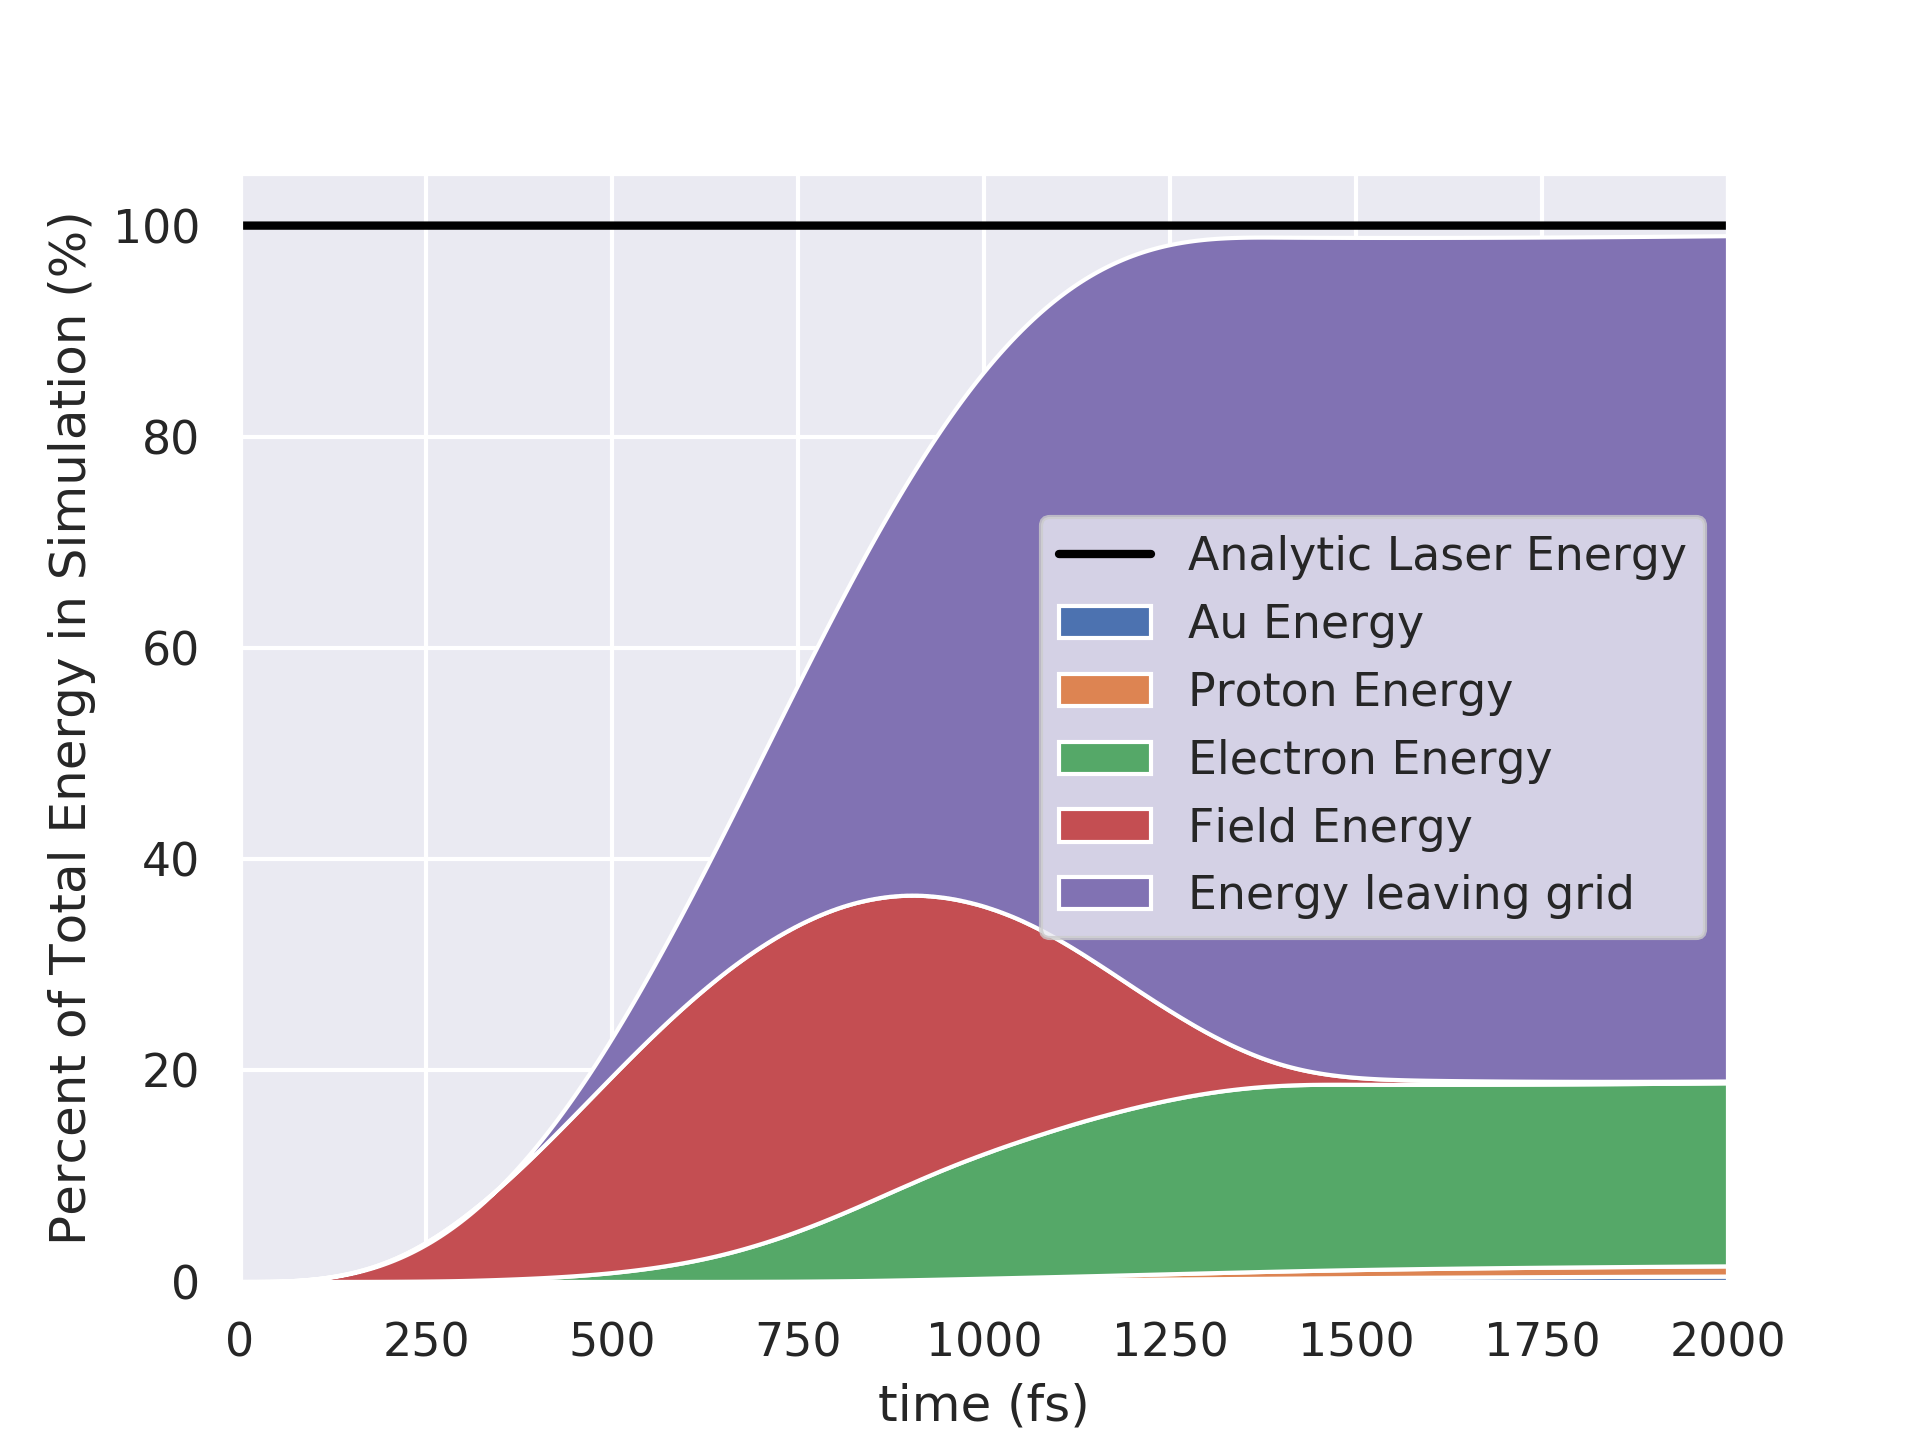 Percent of Total Energy in Simulation (%)
100
80
60
40
20
0
Analytic Laser Energy
Au Energy
Proton Energy
Electron Energy
Field Energy
Energy leaving grid
0 250 500 750 1000 1250 1500 1750 2000
time (fs)